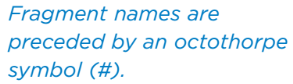 Fragment names are
preceded by an octothorpe
symbol (#).